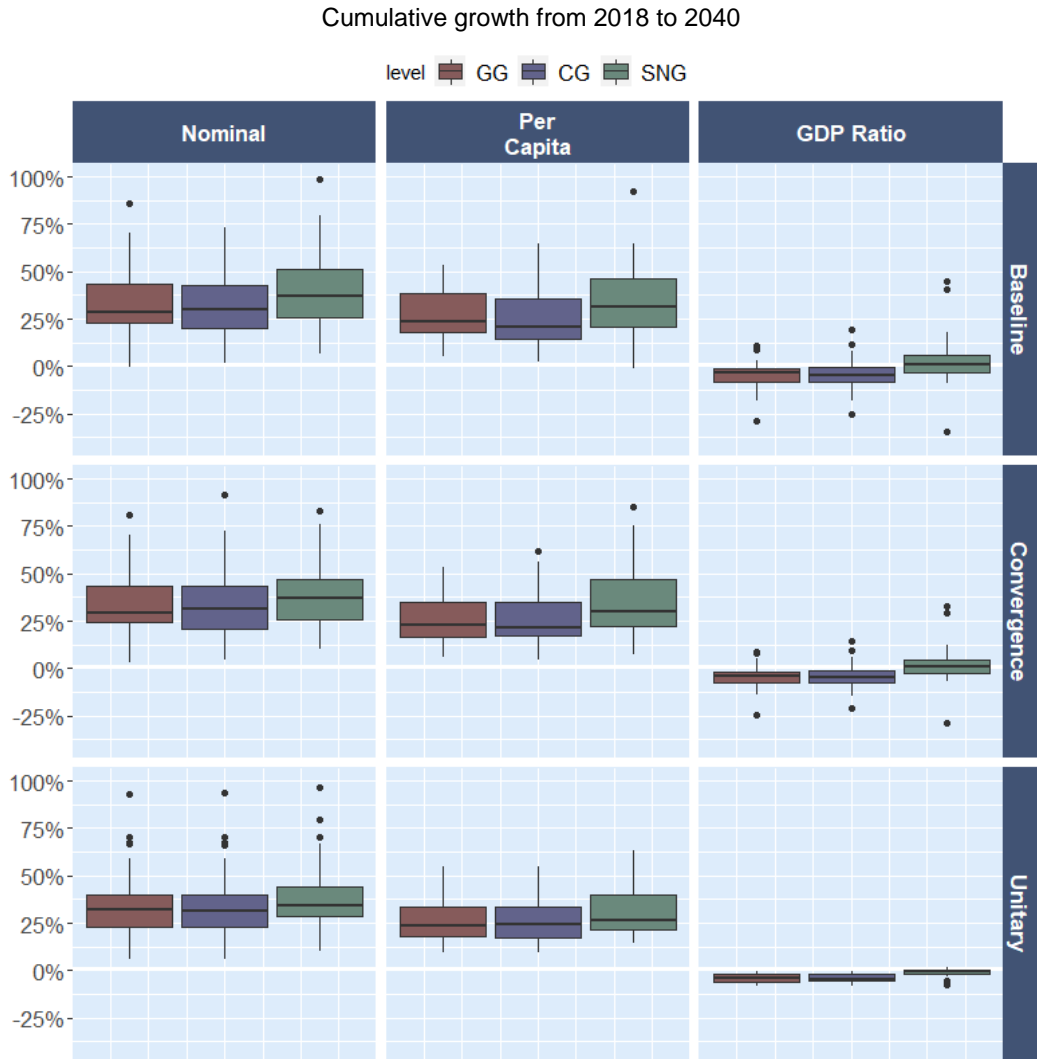 Cumulative growth from 2018 to 2040
level GG CG SNG
Nominal
Per
Capita
GDP Ratio
100%
75%
50%
25%
0%
-25%
Baseline
100%
75%
50%
25%
0%
-25%
Convergence
100%
75%
50%
25%
0%
-25%
Unitary